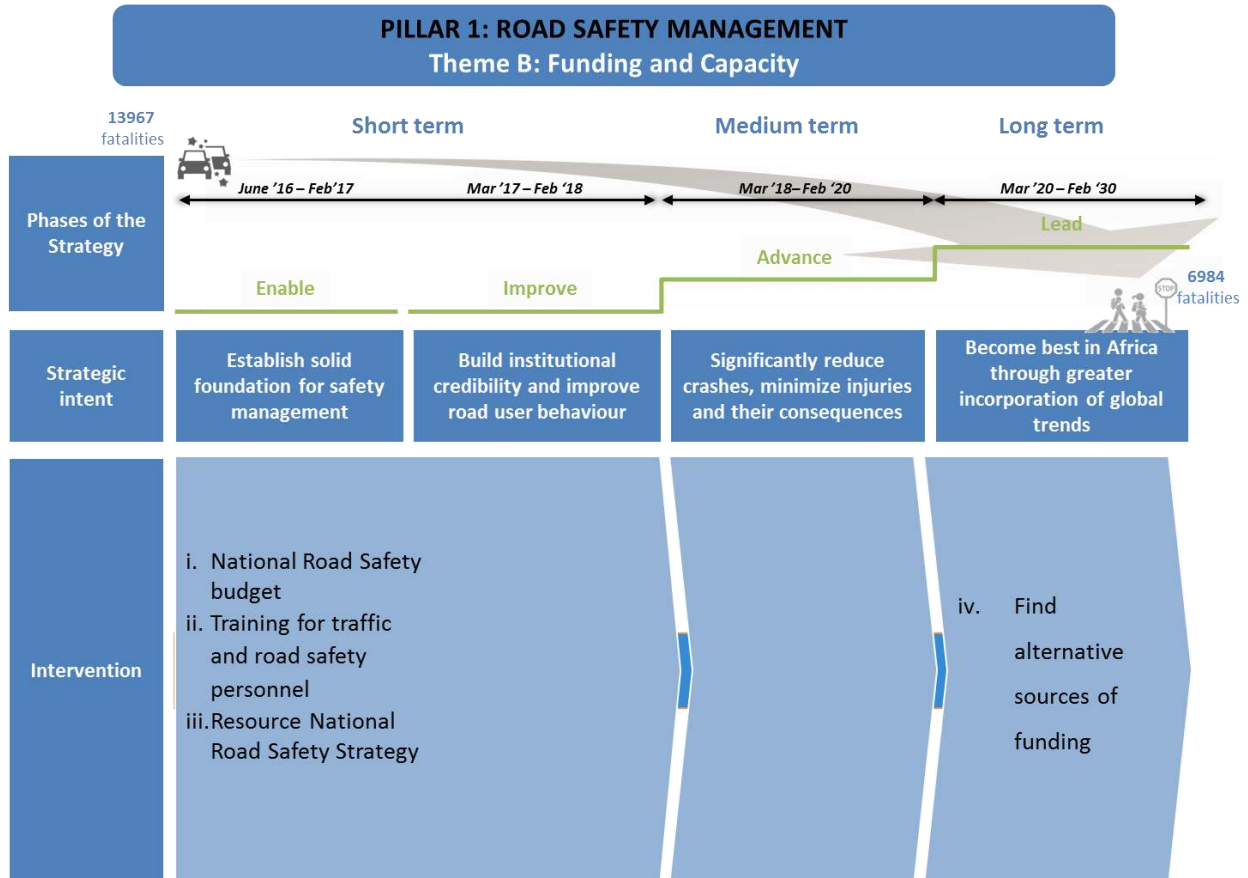 PILLAR 1: ROAD SAFETY MANAGEMENT
Theme B: Funding and Capacity
13967
fatalities
Short term
Medium term
Long term
Phases of the
Strategy
June ’16 – Feb’17
Mar ’17 – Feb ‘18
Mar ’18– Feb ‘20
Mar ’20 – Feb ‘30
Enable
Improve
Advance
Lead
STOP
6984
fatalities
Strategic
intent
Establish solid
foundation for safety
management
Build institutional
credibility and improve
road user behaviour
Significantly reduce
crashes, minimize injuries
and their consequences
Become best in Africa
through greater
incorporation of global
trends
Intervention
i. National Road Safety
budget
ii. Training for traffic
and road safety
personnel
iii. Resource National
Road Safety Strategy
iv. Find
alternative
sources of
funding